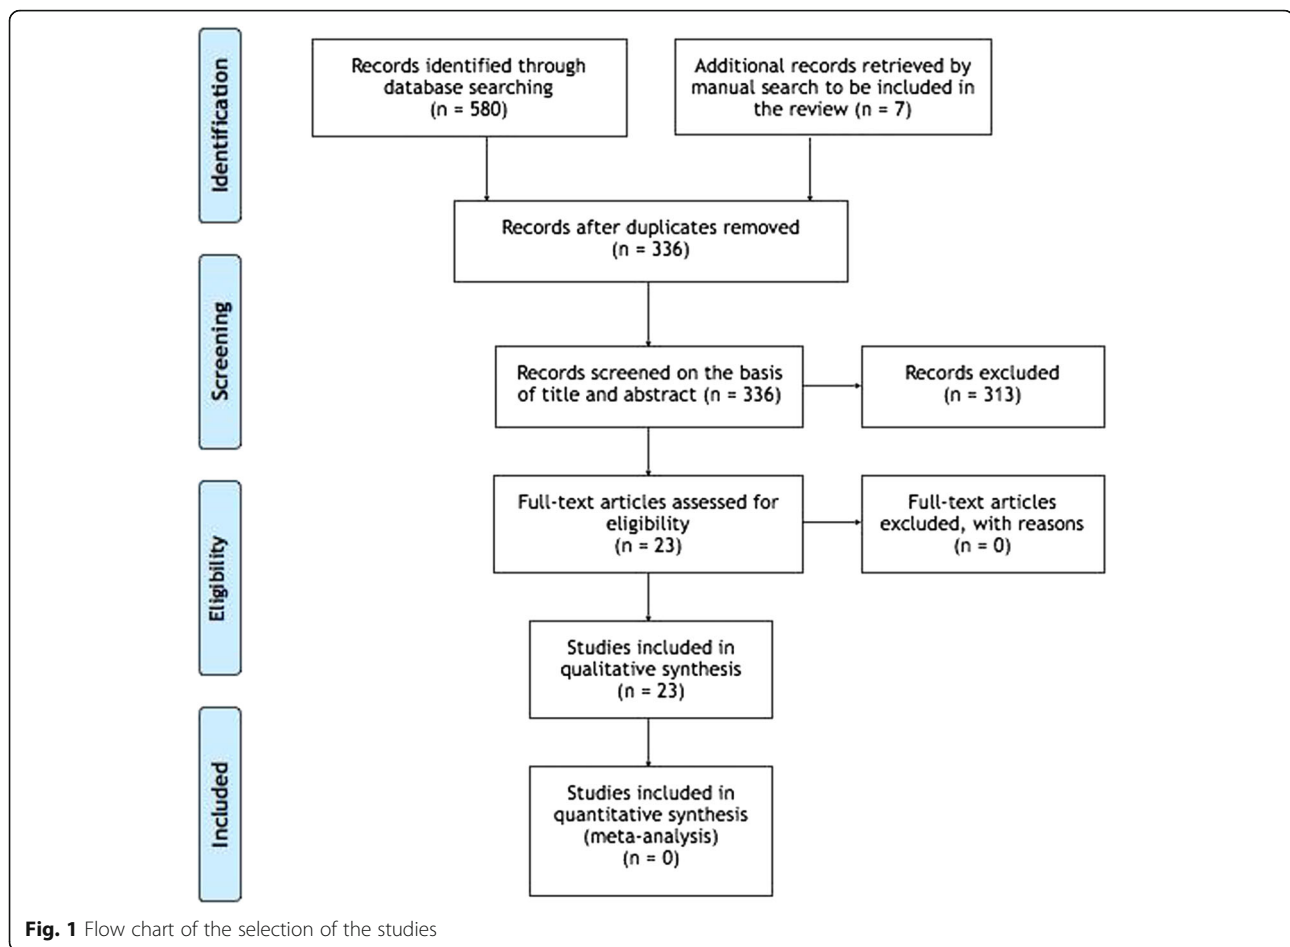 Identification
Records identified through
database searching
(n = 580)
Additional records retrieved by
manual search to be included in
the review (n = 7)
Records after duplicates removed
(n = 336)
Screening
Records screened on the basis
of title and abstract (n = 336)
Records excluded
(n = 313)
Eligibility
Full-text articles assessed for
eligibility
(n = 23)
Full-text articles
excluded, with reasons
(n = 0)
Studies included in
qualitative synthesis
(n = 23)
Included
Studies included in
quantitative synthesis
(meta-analysis)
(n = 0)
Fig. 1 Flow chart of the selection of the studies